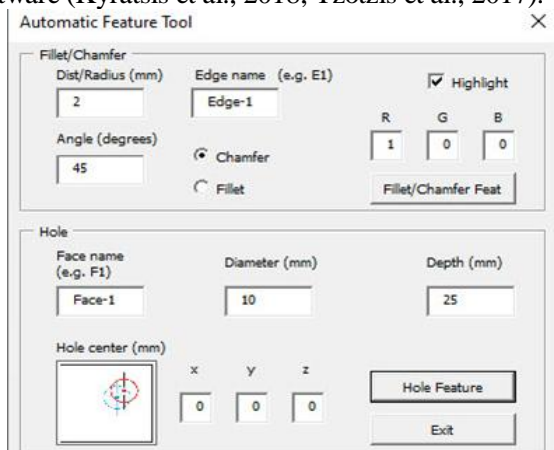 (Kyratsis et al., 2018; Tzotzis et al., 2017).
Automatic Feature Tool
Fillet/Chamfer
Dist/Radius (mm) Edge name (e.g. E1) Highlight
2 Edge-1
R G B
Angle (degrees) 1 0 0
45 Chamfer
Fillet Fillet/Chamfer Feat
Hole
Face name
(e.g. F1) Diameter (mm) Depth (mm)
Face-1 10 25
Hole center (mm)
x y z
0 0 0 Hole Feature
Exit